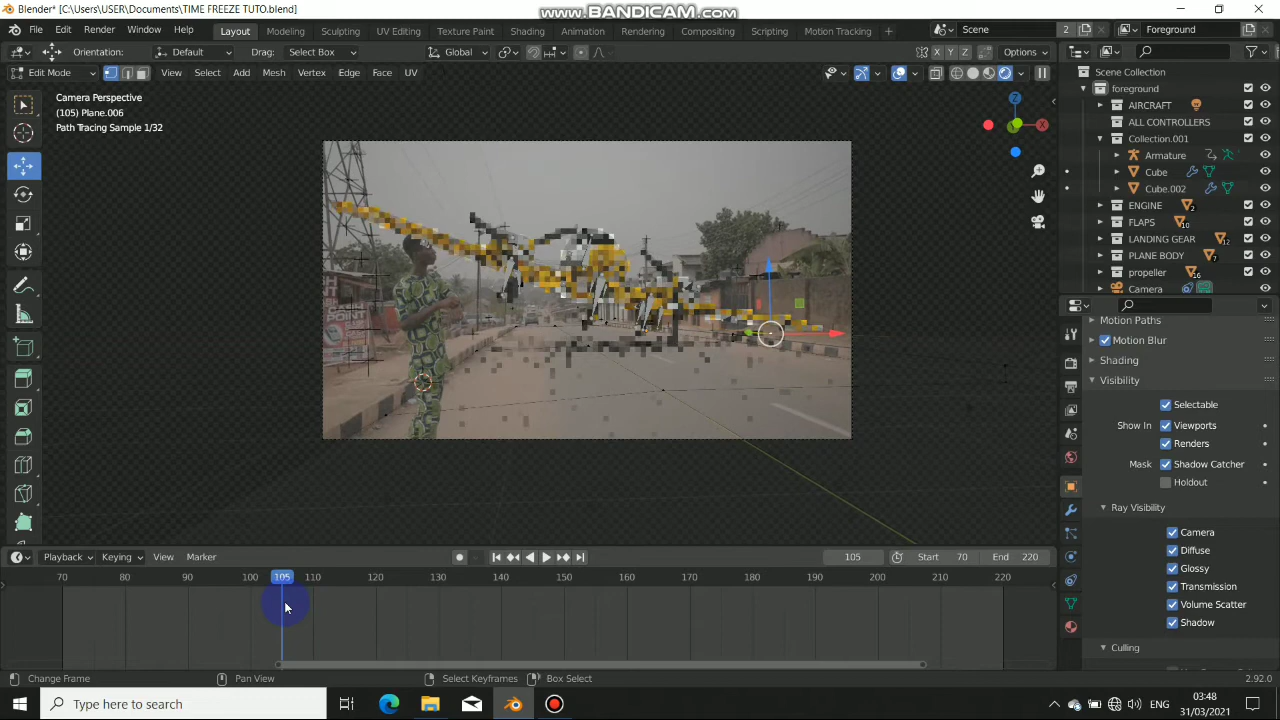 Blender* [C:\Users\USER\Documents\TIME FREEZE TUTO.blend]
www.BANDICAM.com
File Edit Render Window Help
Layout Modeling Sculpting UV Editing Texture Paint Shading Animation Rendering Compositing Scripting Motion Tracking +
Scene 2 Foreground
Orientation: Default Drag: Select Box Global X Y Z Options
Edit Mode View Select Add Mesh Vertex Edge Face UV
Camera Perspective
(105) Plane.006
Path Tracing Sample 1/32
Z
X
Scene Collection
foreground
AIRCRAFT
ALL CONTROLLERS
Collection.001
Armature
Cube
Cube.002
ENGINE 2
FLAPS 10
LANDING GEAR 12
PLANE BODY 7
propeller 16
Camera
Motion Paths
Motion Blur
Shading
Visibility
Selectable
Show In Viewports
Renders
Mask Shadow Catcher
Holdout
Ray Visibility
Camera
Diffuse
Glossy
Transmission
Volume Scatter
Shadow
Culling
Playback Keying View Marker 105 Start 70 End 220
70 80 90 100 105 110 120 130 140 150 160 170 180 190 200 210 220
Change Frame Pan View Select Keyframes Box Select 2.92.0
Type here to search
ENG
03:48
31/03/2021